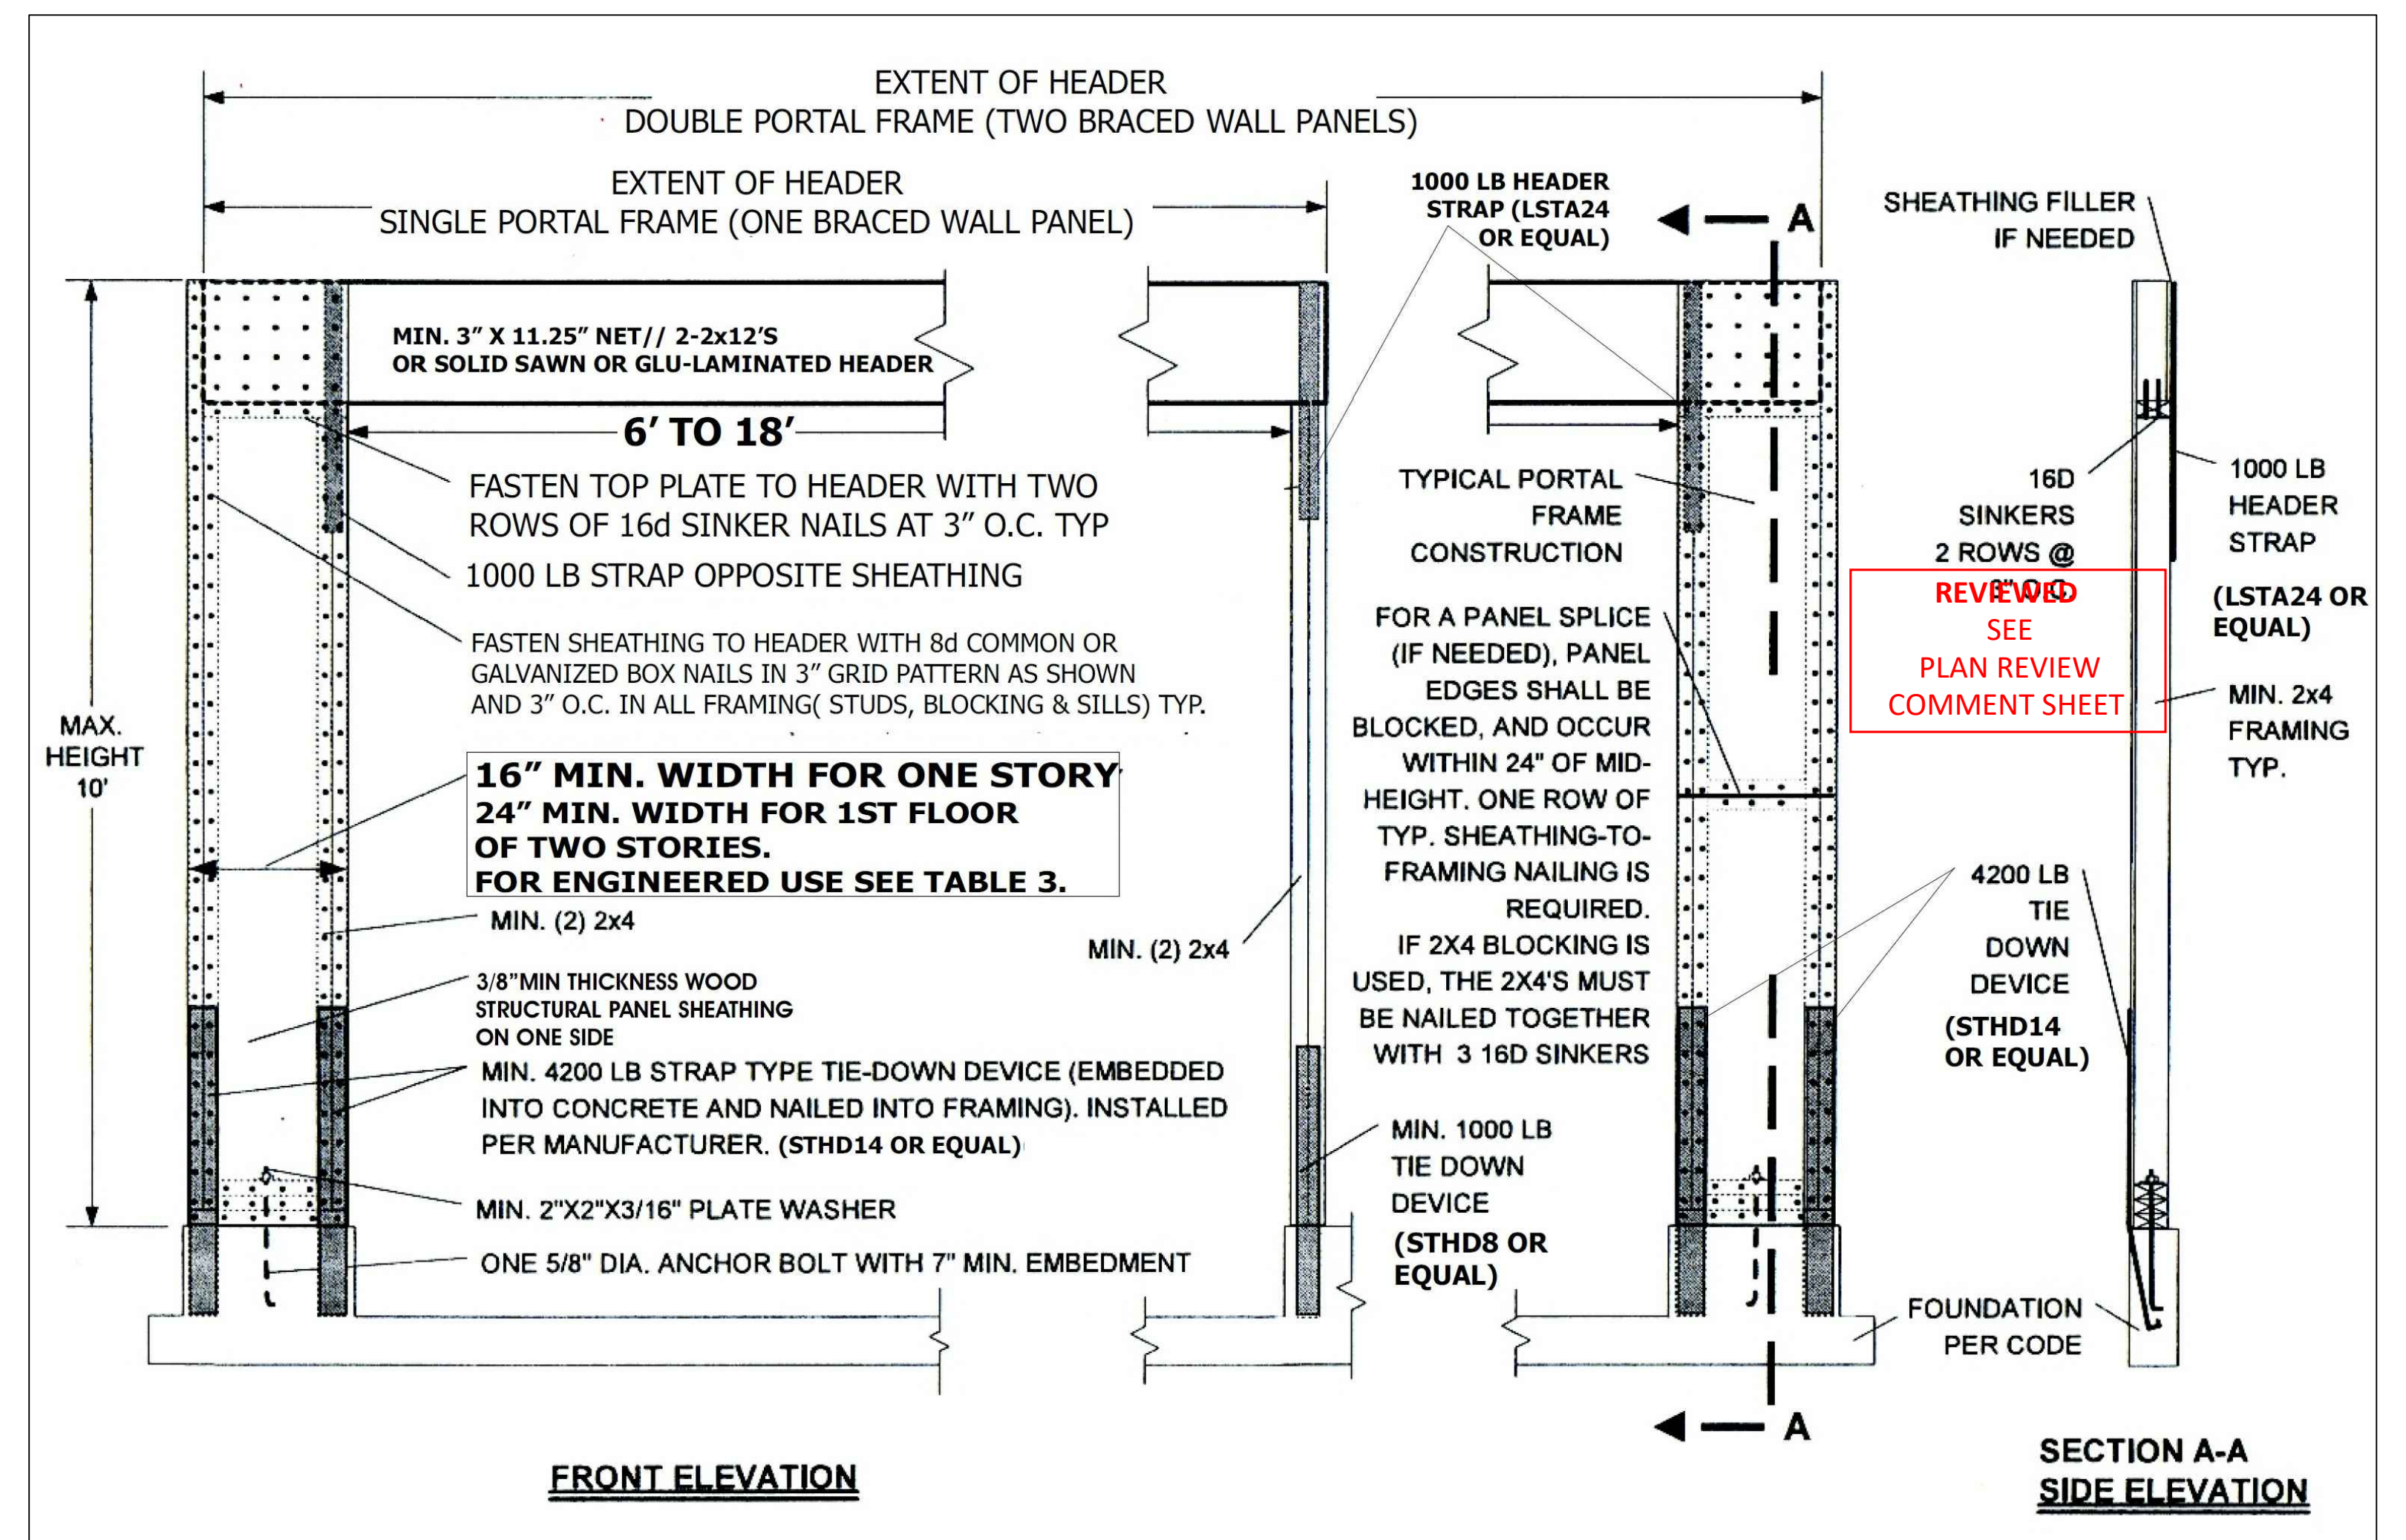 EXTENT OF HEADER
DOUBLE PORTAL FRAME (TWO BRACED WALL PANELS)
EXTENT OF HEADER
SINGLE PORTAL FRAME (ONE BRACED WALL PANEL)
1000 LB HEADER
STRAP (LSTA24
OR EQUAL)
A
SHEATHING FILLER
IF NEEDED
MIN. 3” X 11.25” NET// 2-2x12’S
OR SOLID SAWN OR GLU-LAMINATED HEADER
6’ TO 18’
FASTEN TOP PLATE TO HEADER WITH TWO
ROWS OF 16d SINKER NAILS AT 3” O.C. TYP
1000 LB STRAP OPPOSITE SHEATHING
FASTEN SHEATHING TO HEADER WITH 8d COMMON OR
GALVANIZED BOX NAILS IN 3” GRID PATTERN AS SHOWN
AND 3” O.C. IN ALL FRAMING( STUDS, BLOCKING & SILLS) TYP.
MAX.
HEIGHT
10'
16” MIN. WIDTH FOR ONE STORY
24” MIN. WIDTH FOR 1ST FLOOR
OF TWO STORIES.
FOR ENGINEERED USE SEE TABLE 3.
MIN. (2) 2x4
MIN. (2) 2x4
3/8"MIN THICKNESS WOOD
STRUCTURAL PANEL SHEATHING
ON ONE SIDE
MIN. 4200 LB STRAP TYPE TIE-DOWN DEVICE (EMBEDDED
INTO CONCRETE AND NAILED INTO FRAMING). INSTALLED
PER MANUFACTURER. (STHD14 OR EQUAL)
MIN. 2"X2"X3/16" PLATE WASHER
ONE 5/8" DIA. ANCHOR BOLT WITH 7" MIN. EMBEDMENT
TYPICAL PORTAL
FRAME
CONSTRUCTION
FOR A PANEL SPLICE
(IF NEEDED), PANEL
EDGES SHALL BE
BLOCKED, AND OCCUR
WITHIN 24" OF MID-
HEIGHT. ONE ROW OF
TYP. SHEATHING-TO-
FRAMING NAILING IS
REQUIRED.
IF 2X4 BLOCKING IS
USED, THE 2X4'S MUST
BE NAILED TOGETHER
WITH 3 16D SINKERS
MIN. 1000 LB
TIE DOWN
DEVICE
(STHD8 OR
EQUAL)
16D
SINKERS
2 ROWS @
3" O.C.
REVIEWED
SEE
PLAN REVIEW
COMMENT SHEET
1000 LB
HEADER
STRAP
(LSTA24 OR
EQUAL)
MIN. 2x4
FRAMING
TYP.
4200 LB
TIE
DOWN
DEVICE
(STHD14
OR EQUAL)
FOUNDATION
PER CODE
A
FRONT ELEVATION
SECTION A-A
SIDE ELEVATION